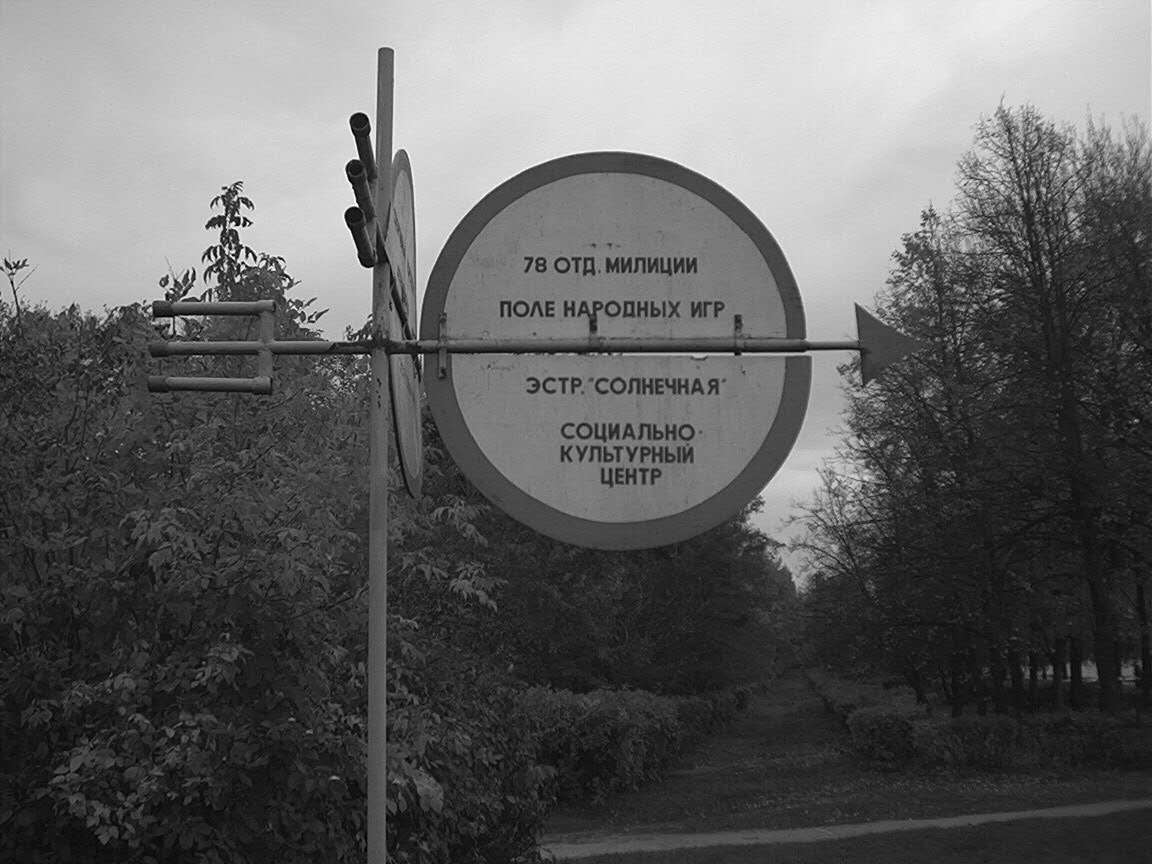 78 ОТД. МИЛИЦИИ
ПОЛЕ НАРОДНЫХ ИГР
ЭСТР. "СОЛНЕЧНАЯ"
СОЦИАЛЬНО-
КУЛЬТУРНЫЙ
ЦЕНТР